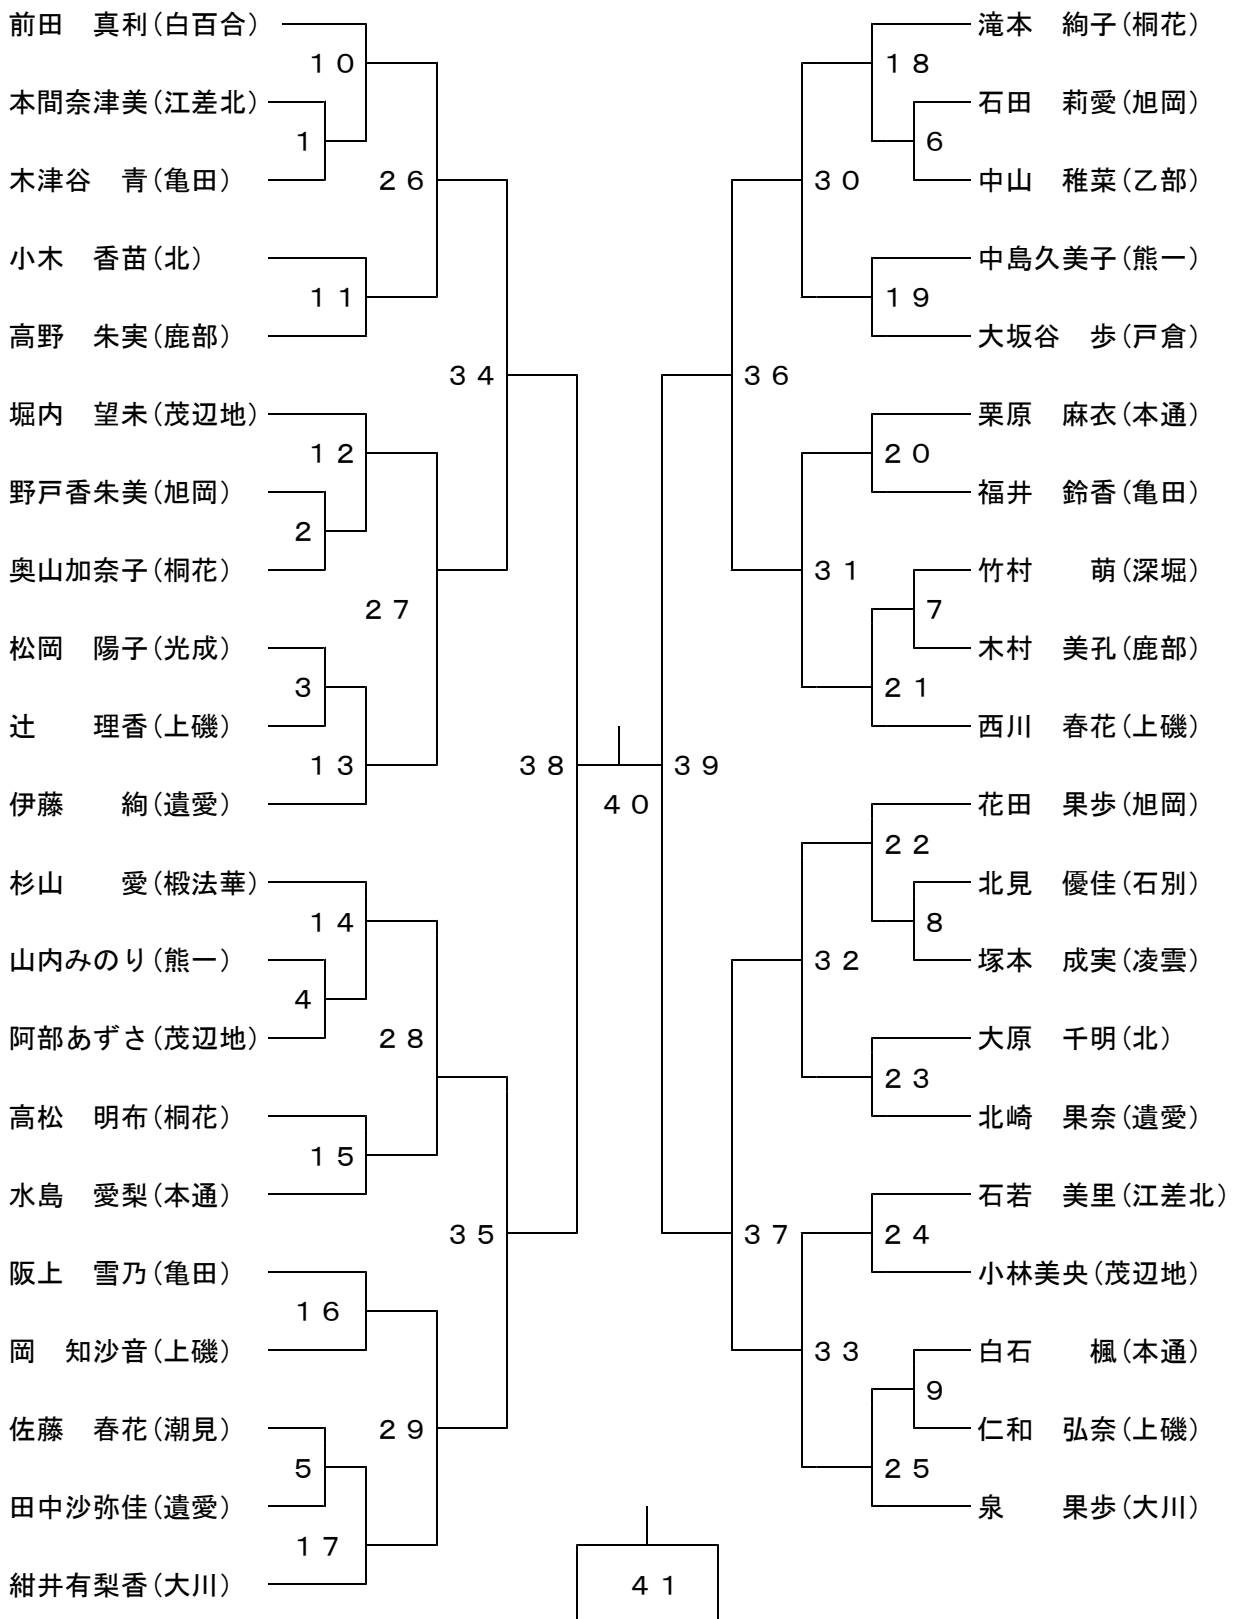 前田　真利(白百合)
10
本間奈津美(江差北)
1
木津谷　青(亀田)
26
小木　香苗(北)
11
高野　朱実(鹿部)
34
堀内　望未(茂辺地)
12
野戸香朱美(旭岡)
2
奥山加奈子(桐花)
27
松岡　陽子(光成)
3
辻　　理香(上磯)
13
伊藤　　絢(遺愛)
38
杉山　　愛(椴法華)
14
山内みのり(熊一)
4
阿部あずさ(茂辺地)
28
高松　明布(桐花)
15
水島　愛梨(本通)
35
阪上　雪乃(亀田)
16
岡　知沙音(上磯)
29
佐藤　春花(潮見)
5
田中沙弥佳(遺愛)
17
紺井有梨香(大川)
40
41
滝本　絢子(桐花)
18
石田　莉愛(旭岡)
6
中山　稚菜(乙部)
30
中島久美子(熊一)
19
大坂谷　歩(戸倉)
36
栗原　麻衣(本通)
20
福井　鈴香(亀田)
31
竹村　　萌(深堀)
7
木村　美孔(鹿部)
21
西川　春花(上磯)
39
花田　果歩(旭岡)
22
北見　優佳(石別)
8
塚本　成実(凌雲)
32
大原　千明(北)
23
北崎　果奈(遺愛)
37
石若　美里(江差北)
24
小林美央(茂辺地)
33
白石　　楓(本通)
9
仁和　弘奈(上磯)
25
泉　　果歩(大川)